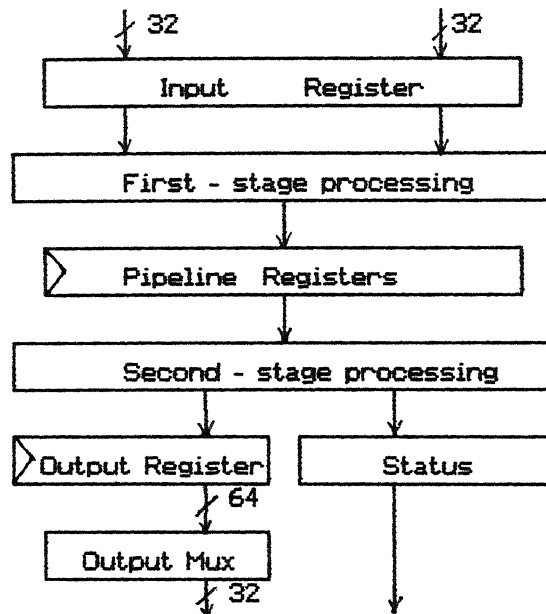 32 32
Input Register
First - stage processing
Pipeline Registers
Second - stage processing
Output Register Status
64
Output Mux
32